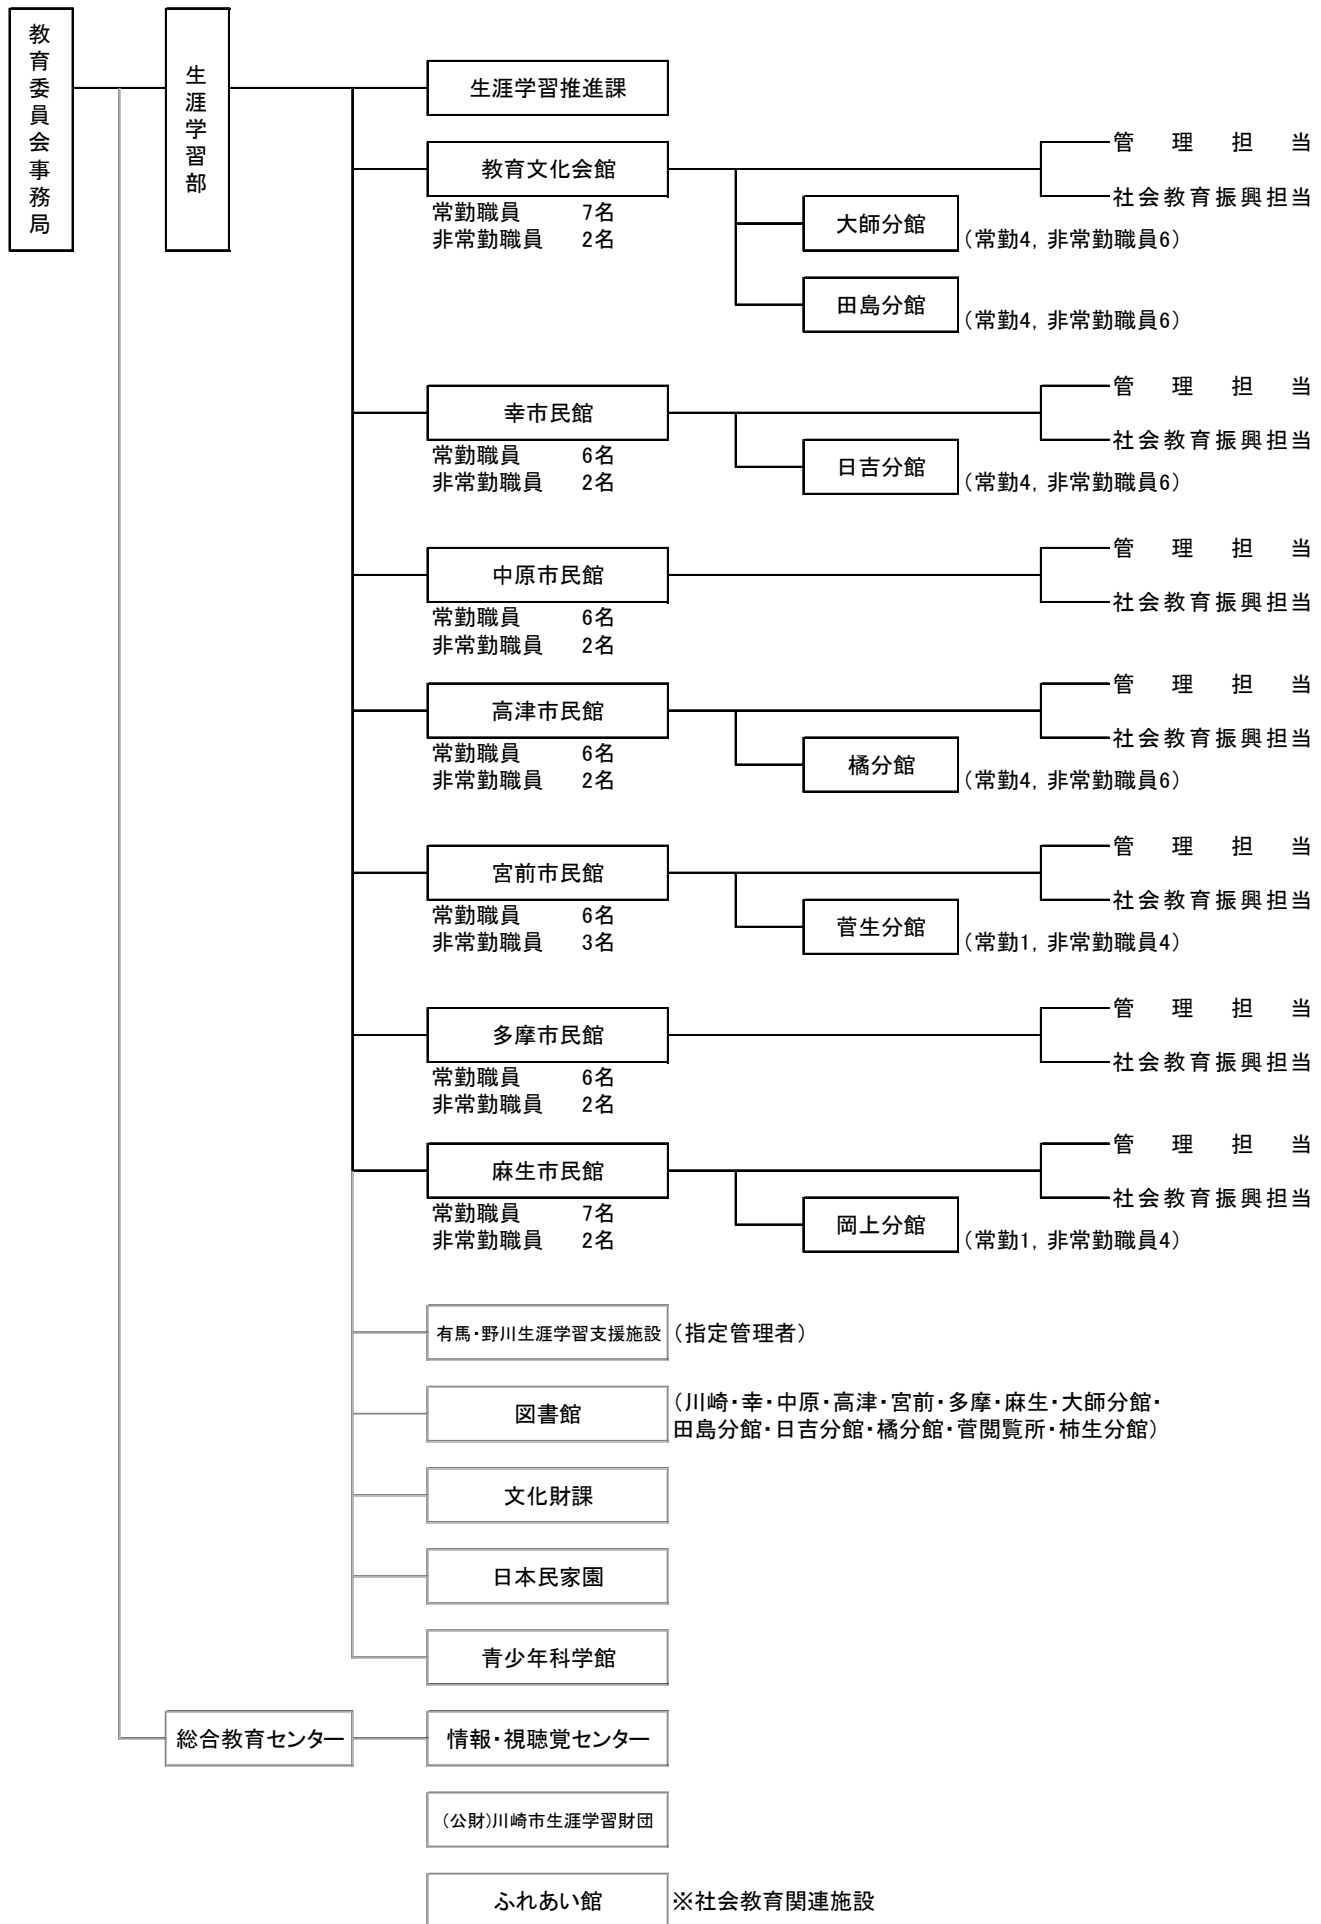 教育委員会事務局
生涯学習部
生涯学習推進課
教育文化会館
常勤職員 7名
非常勤職員 2名
管理担当
社会教育振興担当
大師分館
（常勤4，非常勤職員6）
田島分館
（常勤4，非常勤職員6）
幸市民館
常勤職員 6名
非常勤職員 2名
管理担当
社会教育振興担当
日吉分館
（常勤4，非常勤職員6）
中原市民館
常勤職員 6名
非常勤職員 2名
管理担当
社会教育振興担当
高津市民館
常勤職員 6名
非常勤職員 2名
管理担当
社会教育振興担当
橘分館
（常勤4，非常勤職員6）
宮前市民館
常勤職員 6名
非常勤職員 3名
管理担当
社会教育振興担当
菅生分館
（常勤1，非常勤職員4）
多摩市民館
常勤職員 6名
非常勤職員 2名
管理担当
社会教育振興担当
麻生市民館
常勤職員 7名
非常勤職員 2名
管理担当
社会教育振興担当
岡上分館
（常勤1，非常勤職員4）
有馬・野川生涯学習支援施設
（指定管理者）
図書館
（川崎・幸・中原・高津・宮前・多摩・麻生・大師分館・
田島分館・日吉分館・橘分館・菅閲覧所・柿生分館）
文化財課
日本民家園
青少年科学館
総合教育センター
情報・視聴覚センター
（公財）川崎市生涯学習財団
ふれあい館
※社会教育関連施設